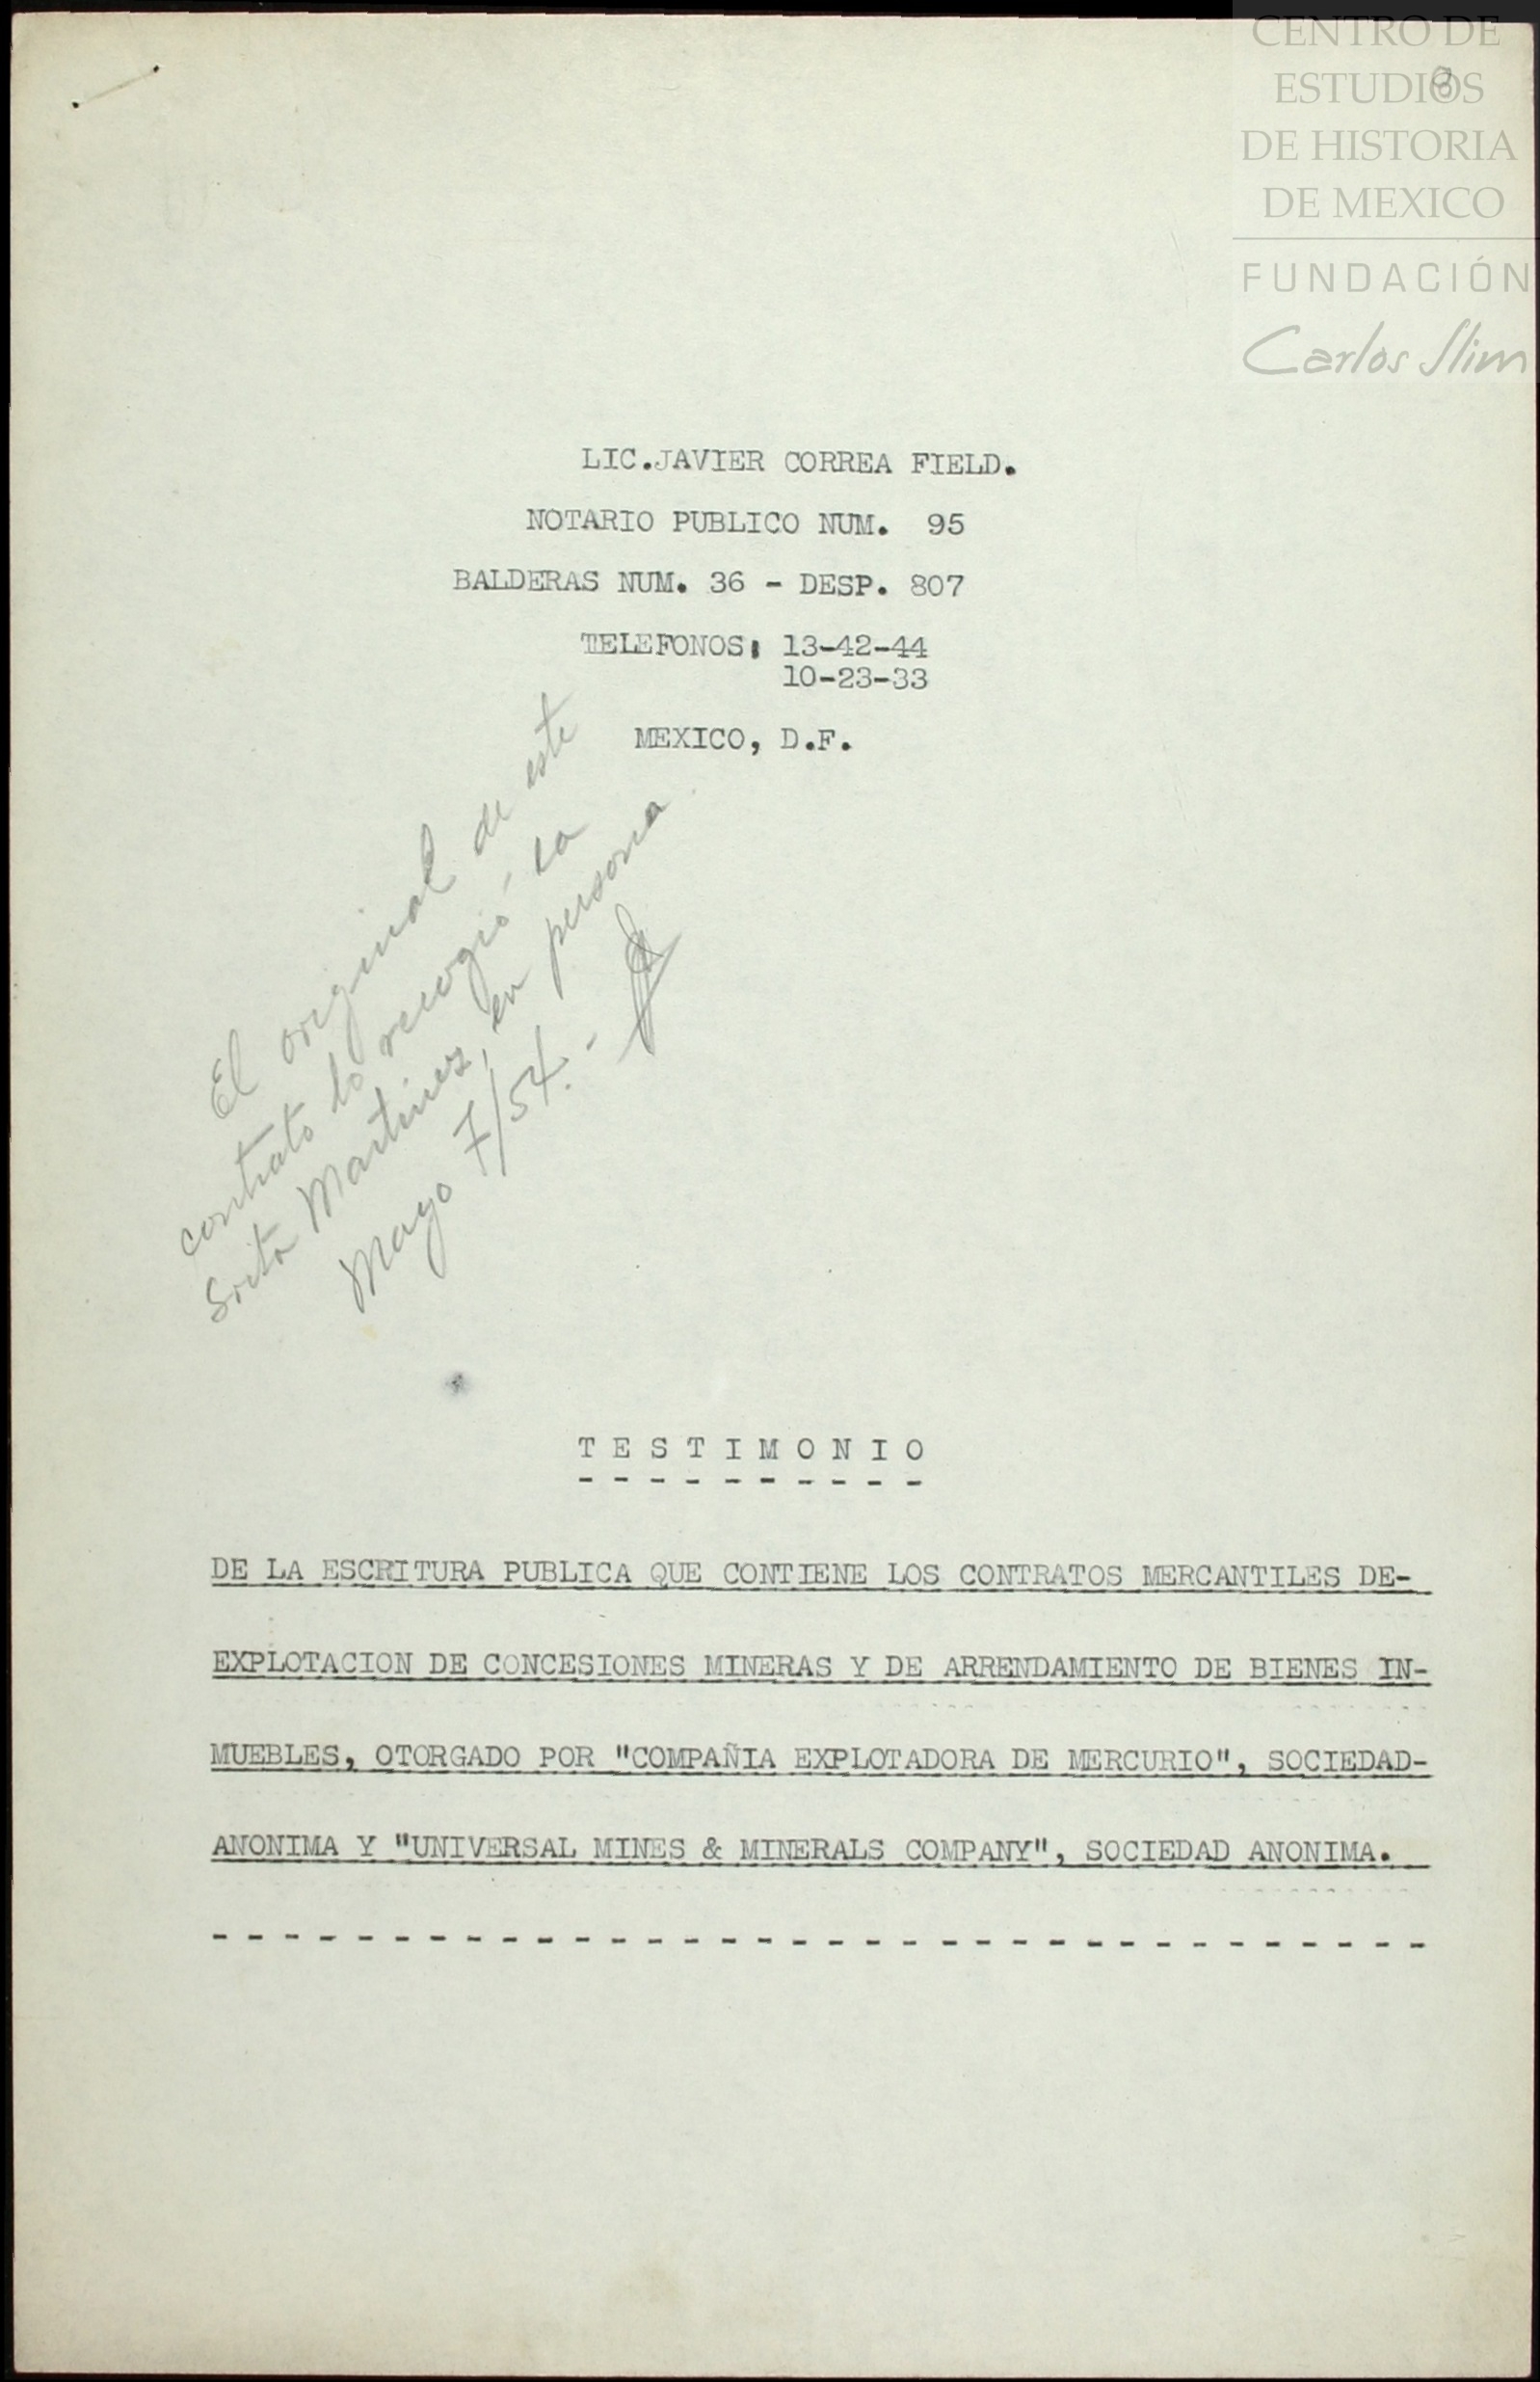 CENTRO DE
ESTUDIOS
DE HISTORIA
DE MEXICO
FUNDACIÓN
Carlos Slim
8
LIC.JAVIER CORREA FIELD.
NOTARIO PUBLICO NUM. 95
BALDERAS NUM. 36 - DESP. 807
TELEFONOS: 13-42-44
10-23-33
MEXICO, D.F.
El original de este
contrato lo recogió la
Srita Martinez, en persona.
Mayo 7/54.-
T E S T I M O N I O
- - - - - - - - - -
DE LA ESCRITURA PUBLICA QUE CONTIENE LOS CONTRATOS MERCANTILES DE-
EXPLOTACION DE CONCESIONES MINERAS Y DE ARRENDAMIENTO DE BIENES IN-
MUEBLES, OTORGADO POR "COMPAÑIA EXPLOTADORA DE MERCURIO", SOCIEDAD-
ANONIMA Y "UNIVERSAL MINES & MINERALS COMPANY", SOCIEDAD ANONIMA.
- - - - - - - - - - - - - - - - - - - - - - - - - - - - - - - - - -